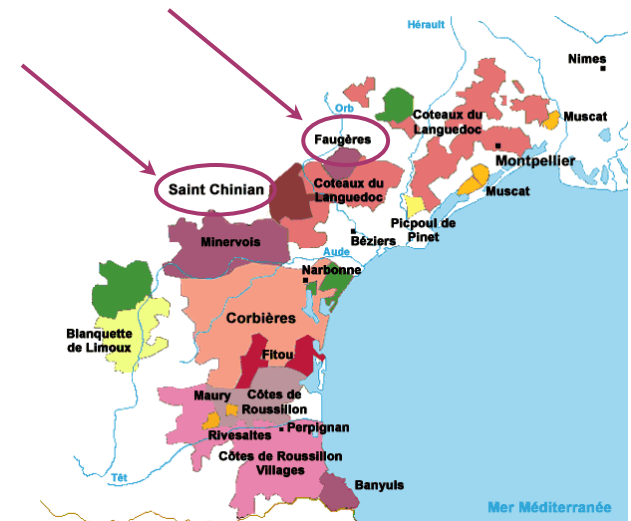 Hérault
Nimes
Orb
Coteaux du
Languedoc
Muscat
Faugères
Montpellier
Saint Chinian
Coteaux du
Languedoc
Muscat
Picpoul de
Pinet
Minervois
Béziers
Aude
Narbonne
Corbières
Blanquette
de Limoux
Fitou
Maury
Côtes de
Roussillon
Rivesaltes
Perpignan
Têt
Côtes de Roussillon
Villages
Banyuls
Mer Méditerranée